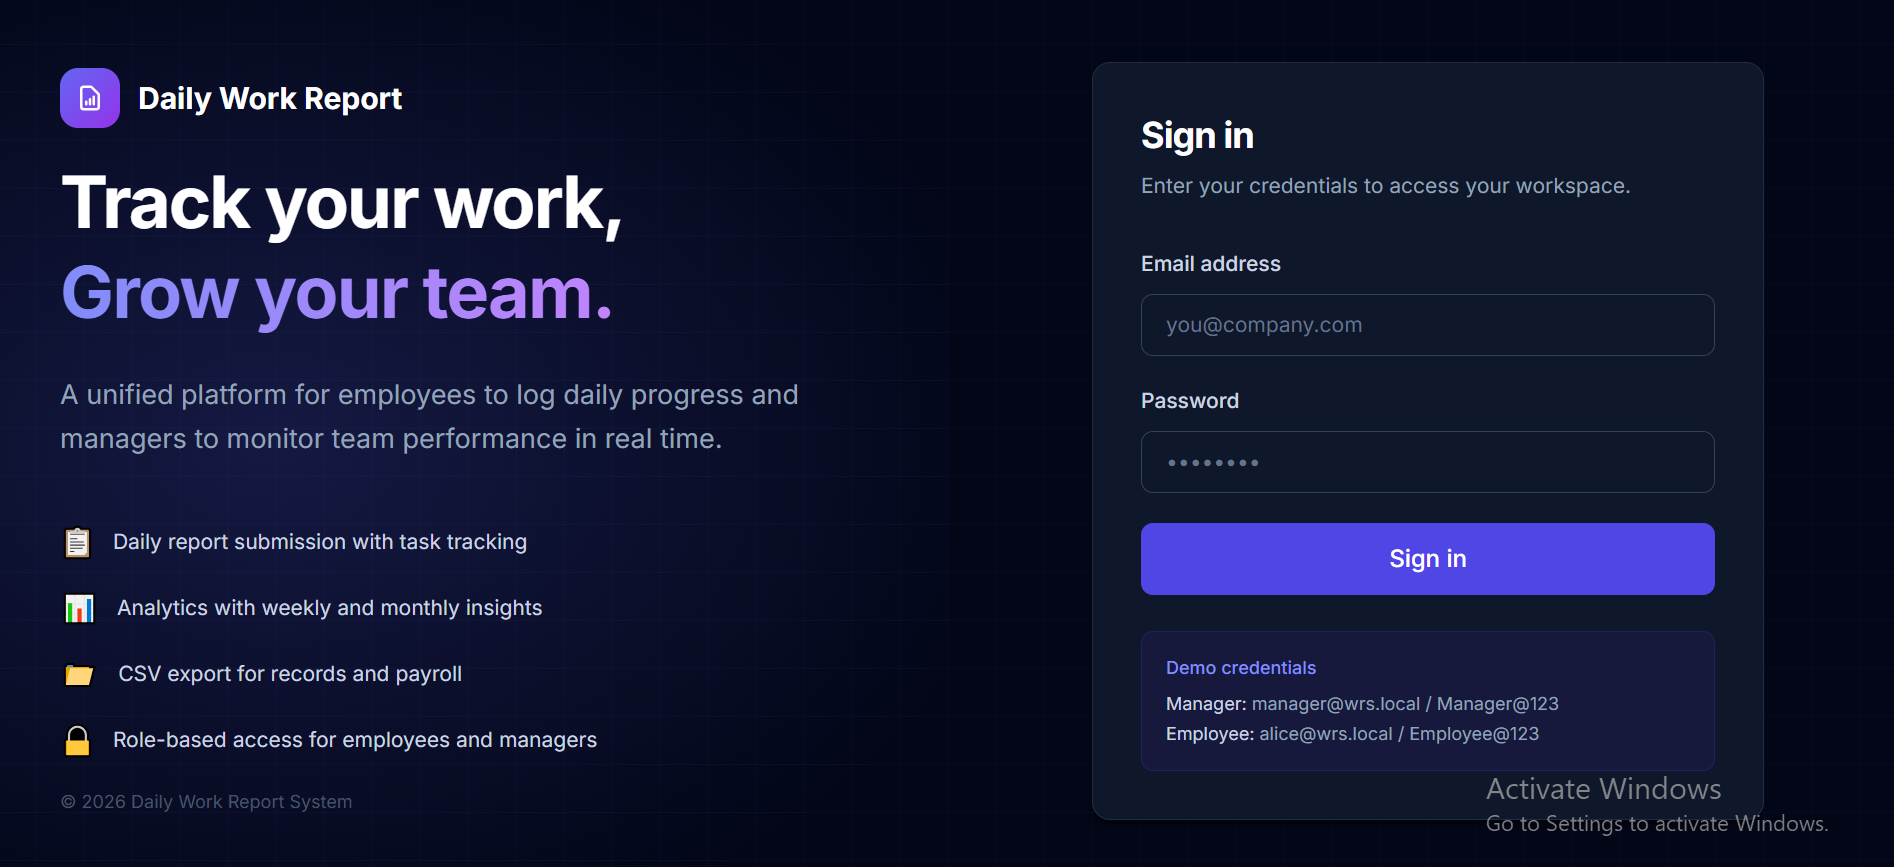 Daily Work Report
Track your work,
Grow your team.
A unified platform for employees to log daily progress and
managers to monitor team performance in real time.
Daily report submission with task tracking
Analytics with weekly and monthly insights
CSV export for records and payroll
Role-based access for employees and managers
© 2026 Daily Work Report System
Sign in
Enter your credentials to access your workspace.
Email address
you@company.com
Password
••••••••
Sign in
Demo credentials
Manager: manager@wrs.local / Manager@123
Employee: alice@wrs.local / Employee@123
Activate Windows
Go to Settings to activate Windows.